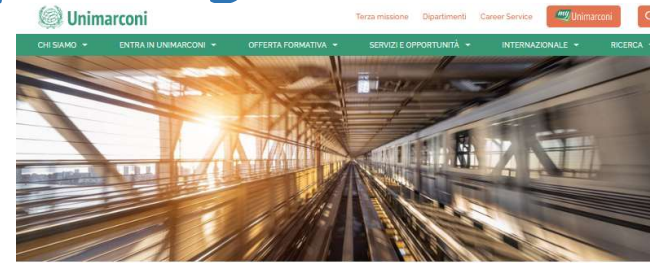 Unimarconi
Terza missione Dipartimenti Career Service my Unimarconi
CHI SIAMO ENTRA IN UNIMARCONI OFFERTA FORMATIVA SERVIZI E OPPORTUNITÀ INTERNAZIONALE RICERCA